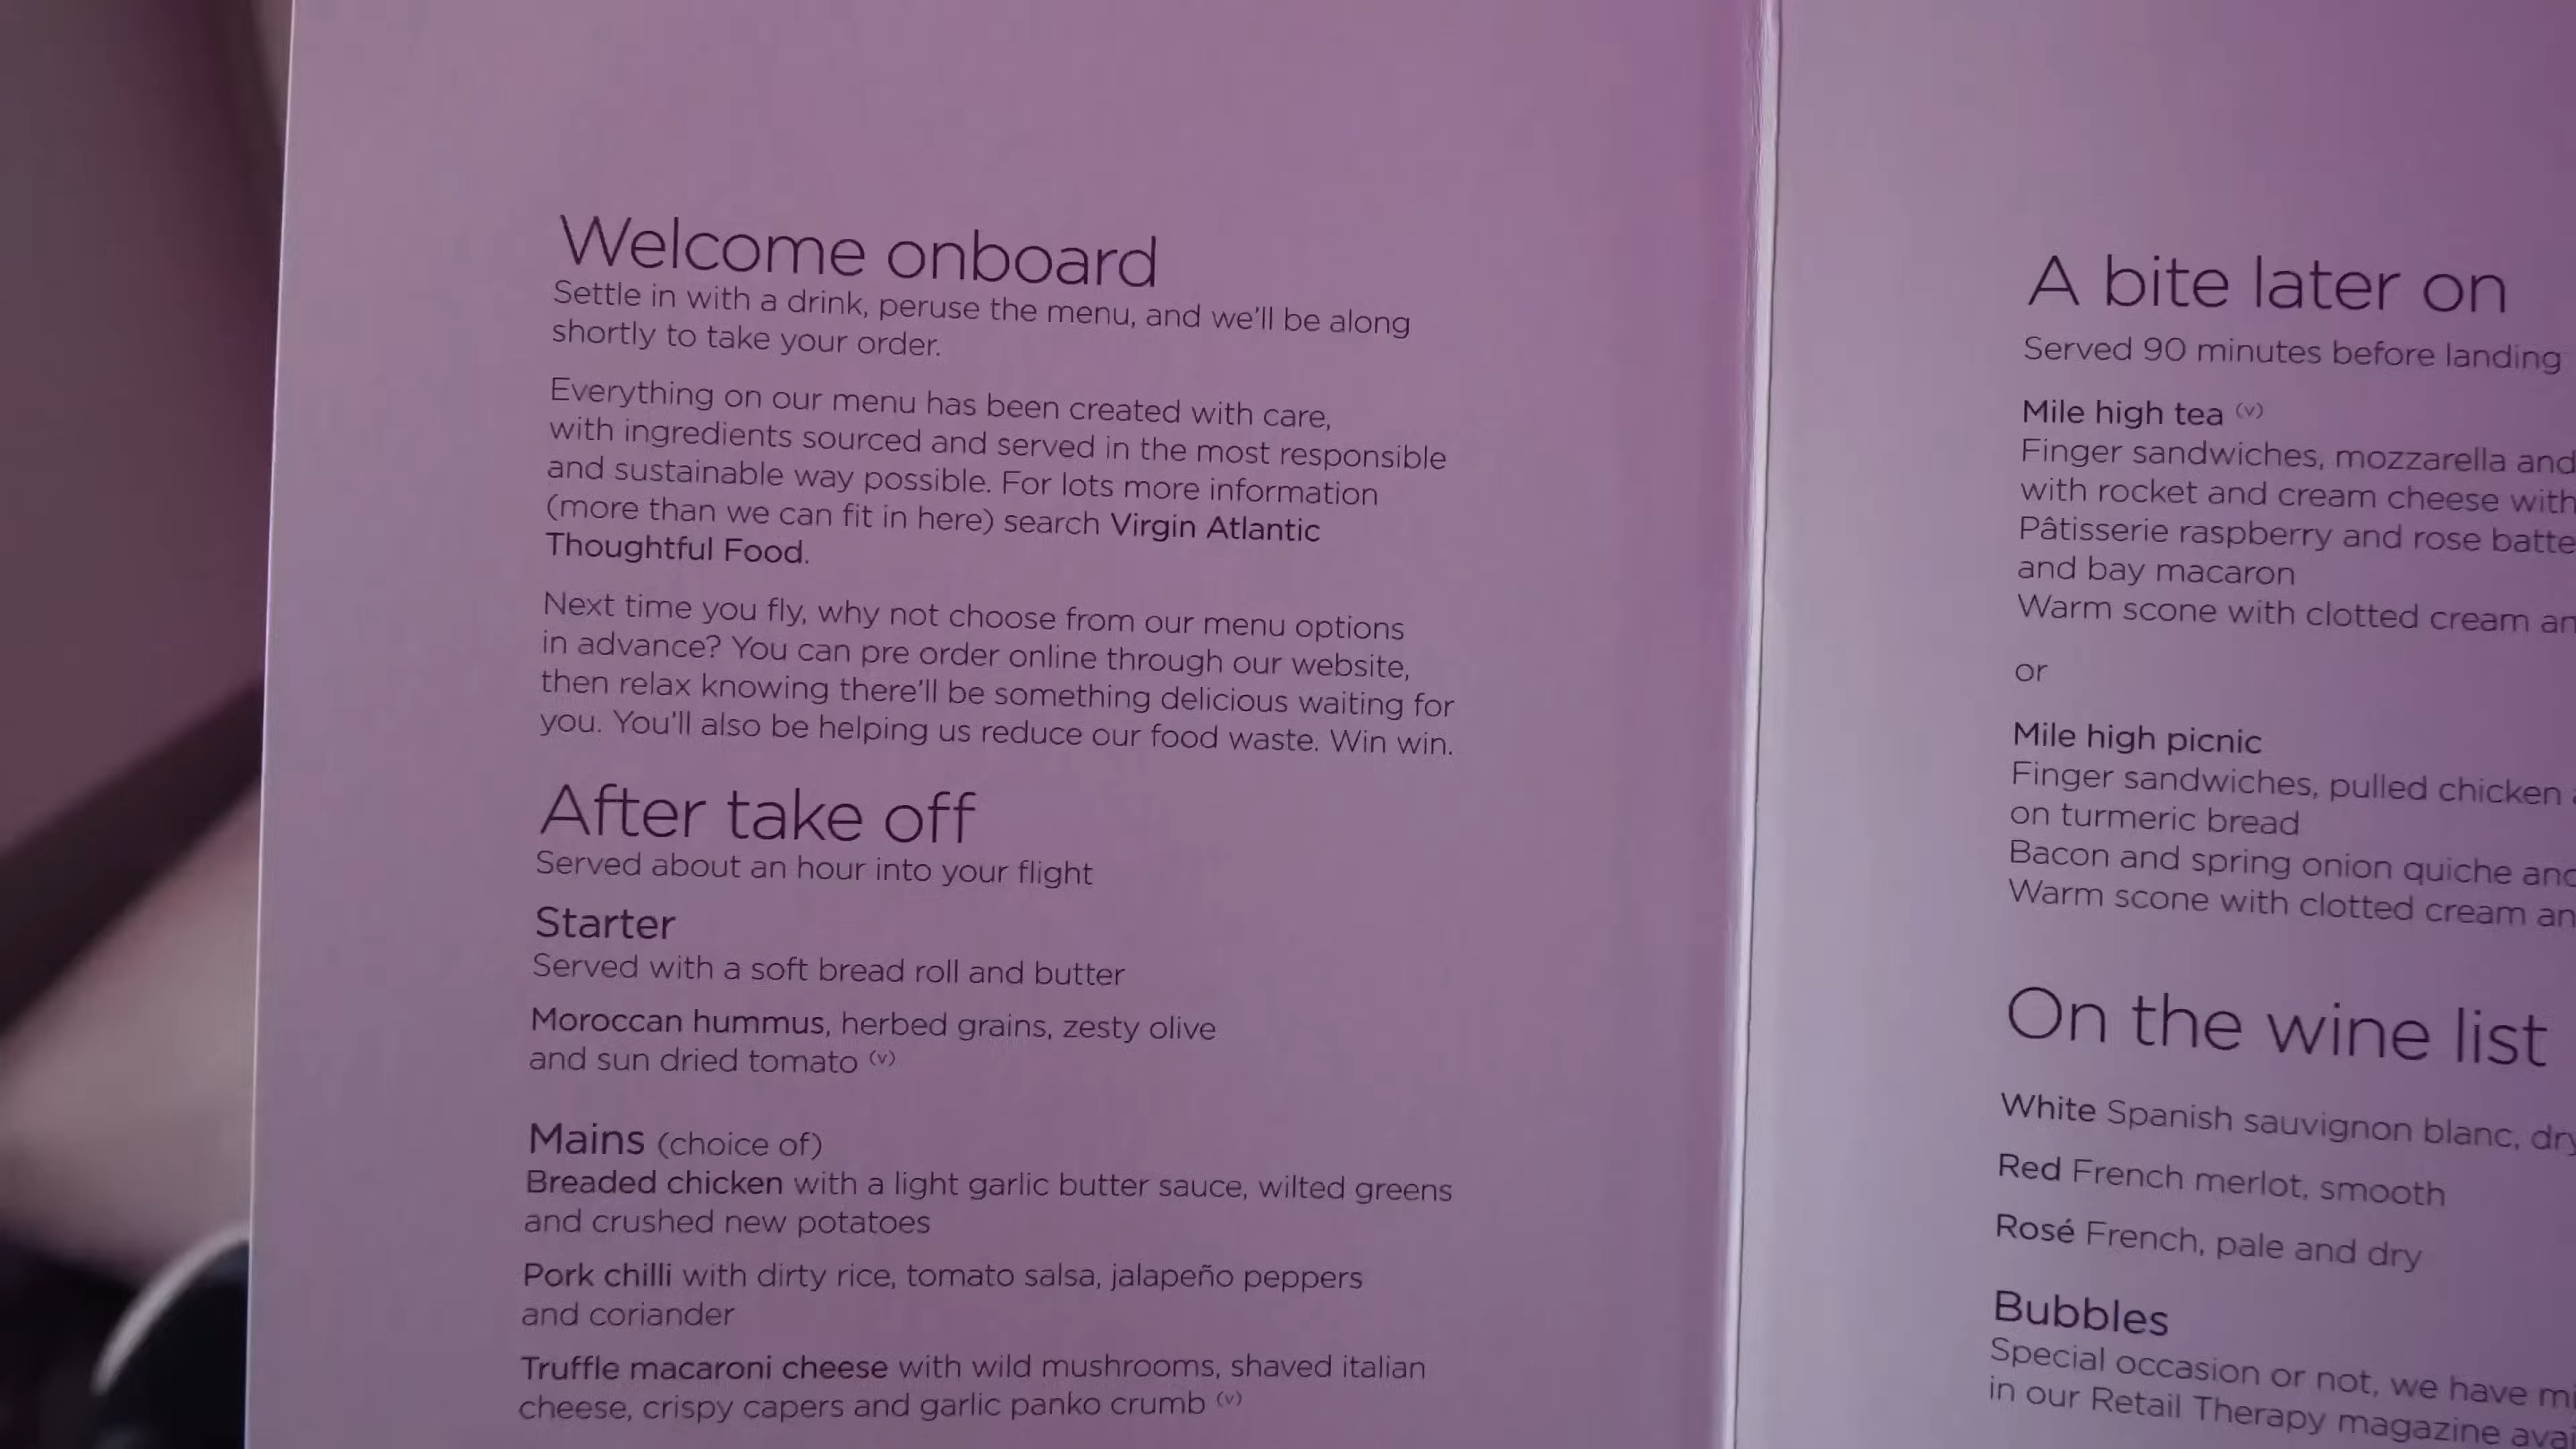 Welcome onboard
Settle in with a drink, peruse the menu, and we'll be along
shortly to take your order.
Everything on our menu has been created with care,
with ingredients sourced and served in the most responsible
and sustainable way possible. For lots more information
(more than we can fit in here) search Virgin Atlantic
Thoughtful Food.
Next time you fly, why not choose from our menu options
in advance? You can pre order online through our website,
then relax knowing there'll be something delicious waiting for
you. You'll also be helping us reduce our food waste. Win win.
After take off
Served about an hour into your flight
Starter
Served with a soft bread roll and butter
Moroccan hummus, herbed grains, zesty olive
and sun dried tomato (v)
Mains (choice of)
Breaded chicken with a light garlic butter sauce, wilted greens
and crushed new potatoes
Pork chilli with dirty rice, tomato salsa, jalapeño peppers
and coriander
Truffle macaroni cheese with wild mushrooms, shaved italian
cheese, crispy capers and garlic panko crumb (v)
A bite later on
Served 90 minutes before landing
Mile high tea (v)
Finger sandwiches, mozzarella and
with rocket and cream cheese with
Pâtisserie raspberry and rose
and bay macaron
Warm scone with clotted cream
or
Mile high picnic
Finger sandwiches, pulled chicken
on turmeric bread
Bacon and spring onion quiche
Warm scone with clotted cream
On the wine list
White Spanish sauvignon blanc,
Red French merlot, smooth
Rosé French, pale and dry
Bubbles
Special occasion or not, we have
in our Retail Therapy magazine